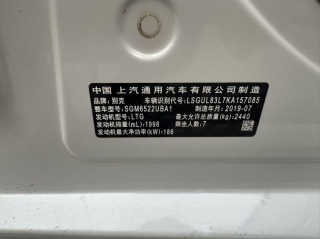 中国 上汽通用汽车有限公司制造
品牌: 别克 车辆识别代号: LSGUL83L7KA157085
整车型号: SGM6522UBA1 制造年月: 2019-07
发动机型号: LTG 最大允许总质量(kg): 2440
发动机排量(mL): 1998 乘坐人数: 7
发动机最大净功率(kW): 186